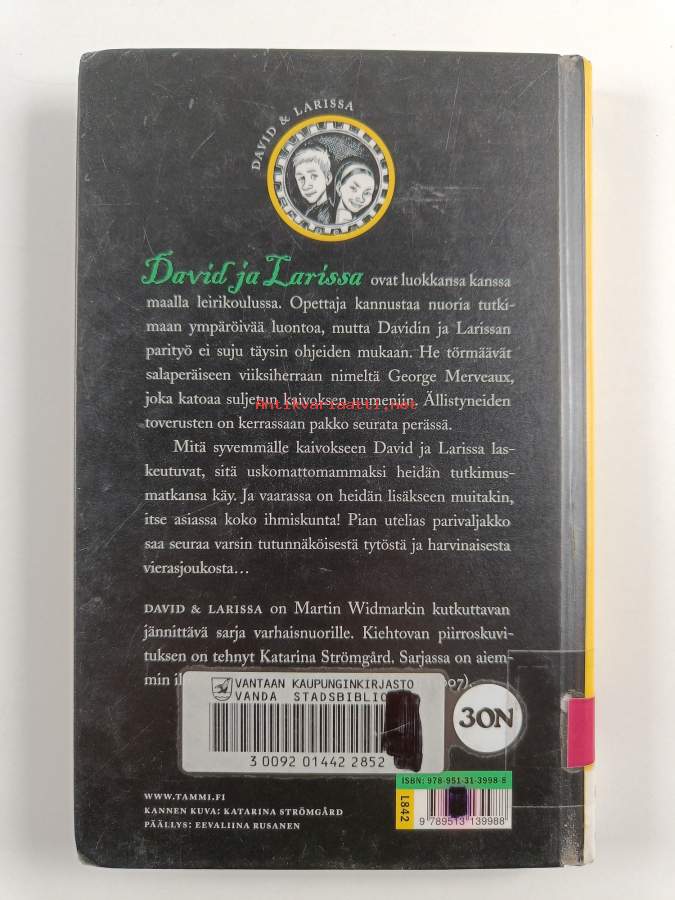 DAVID & LARISSA
David ja Larissa ovat luokkansa kanssa
maalla leirikoulussa. Opettaja kannustaa nuoria tutki-
maan ympäröivää luontoa, mutta Davidin ja Larissan
parityö ei suju täysin ohjeiden mukaan. He törmäävät
salaperäiseen viiksiherraan nimeltä George Merveaux,
joka katoaa suljetun kaivoksen uumeniin. Ällistyneiden
Antikvariaatti.net
toverusten on kerrassaan pakko seurata perässä.
Mitä syvemmälle kaivokseen David ja Larissa las-
keutuvat, sitä uskomattomammaksi heidän tutkimus-
matkansa käy. Ja vaarassa on heidän lisäkseen muitakin,
itse asiassa koko ihmiskunta! Pian utelias parivaljakko
saa seuraa varsin tutunnäköisestä tytöstä ja harvinaisesta
vierasjoukosta...
DAVID & LARISSA on Martin Widmarkin kutkuttavan
jännittävä sarja varhaisnuorille. Kiehtovan piirroskuvi-
tuksen on tehnyt Katarina Strömgård. Sarjassa on aiem-
min
VANTAAN KAUPUNGINKIRJASTO
VANDA STADSBIBLIO
3 0092 01442 2852
3ON
ISBN: 978-951-31-3998-8
L842
9 789513 139988
WWW.TAMMI.FI
KANNEN KUVA: KATARINA STRÖMGÅRD
PÄÄLLYS: EEVALIINA RUSANEN